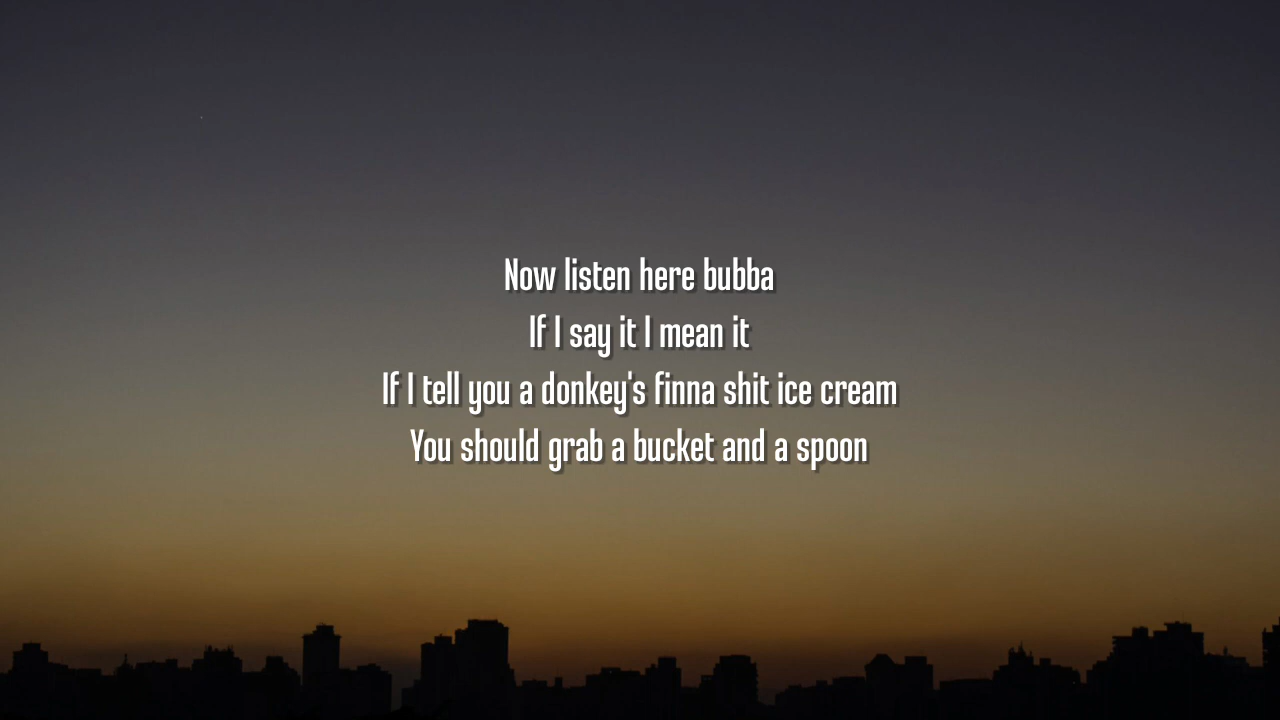 Now listen here bubba
If I say it I mean it
If I tell you a donkey's finna shit ice cream
You should grab a bucket and a spoon